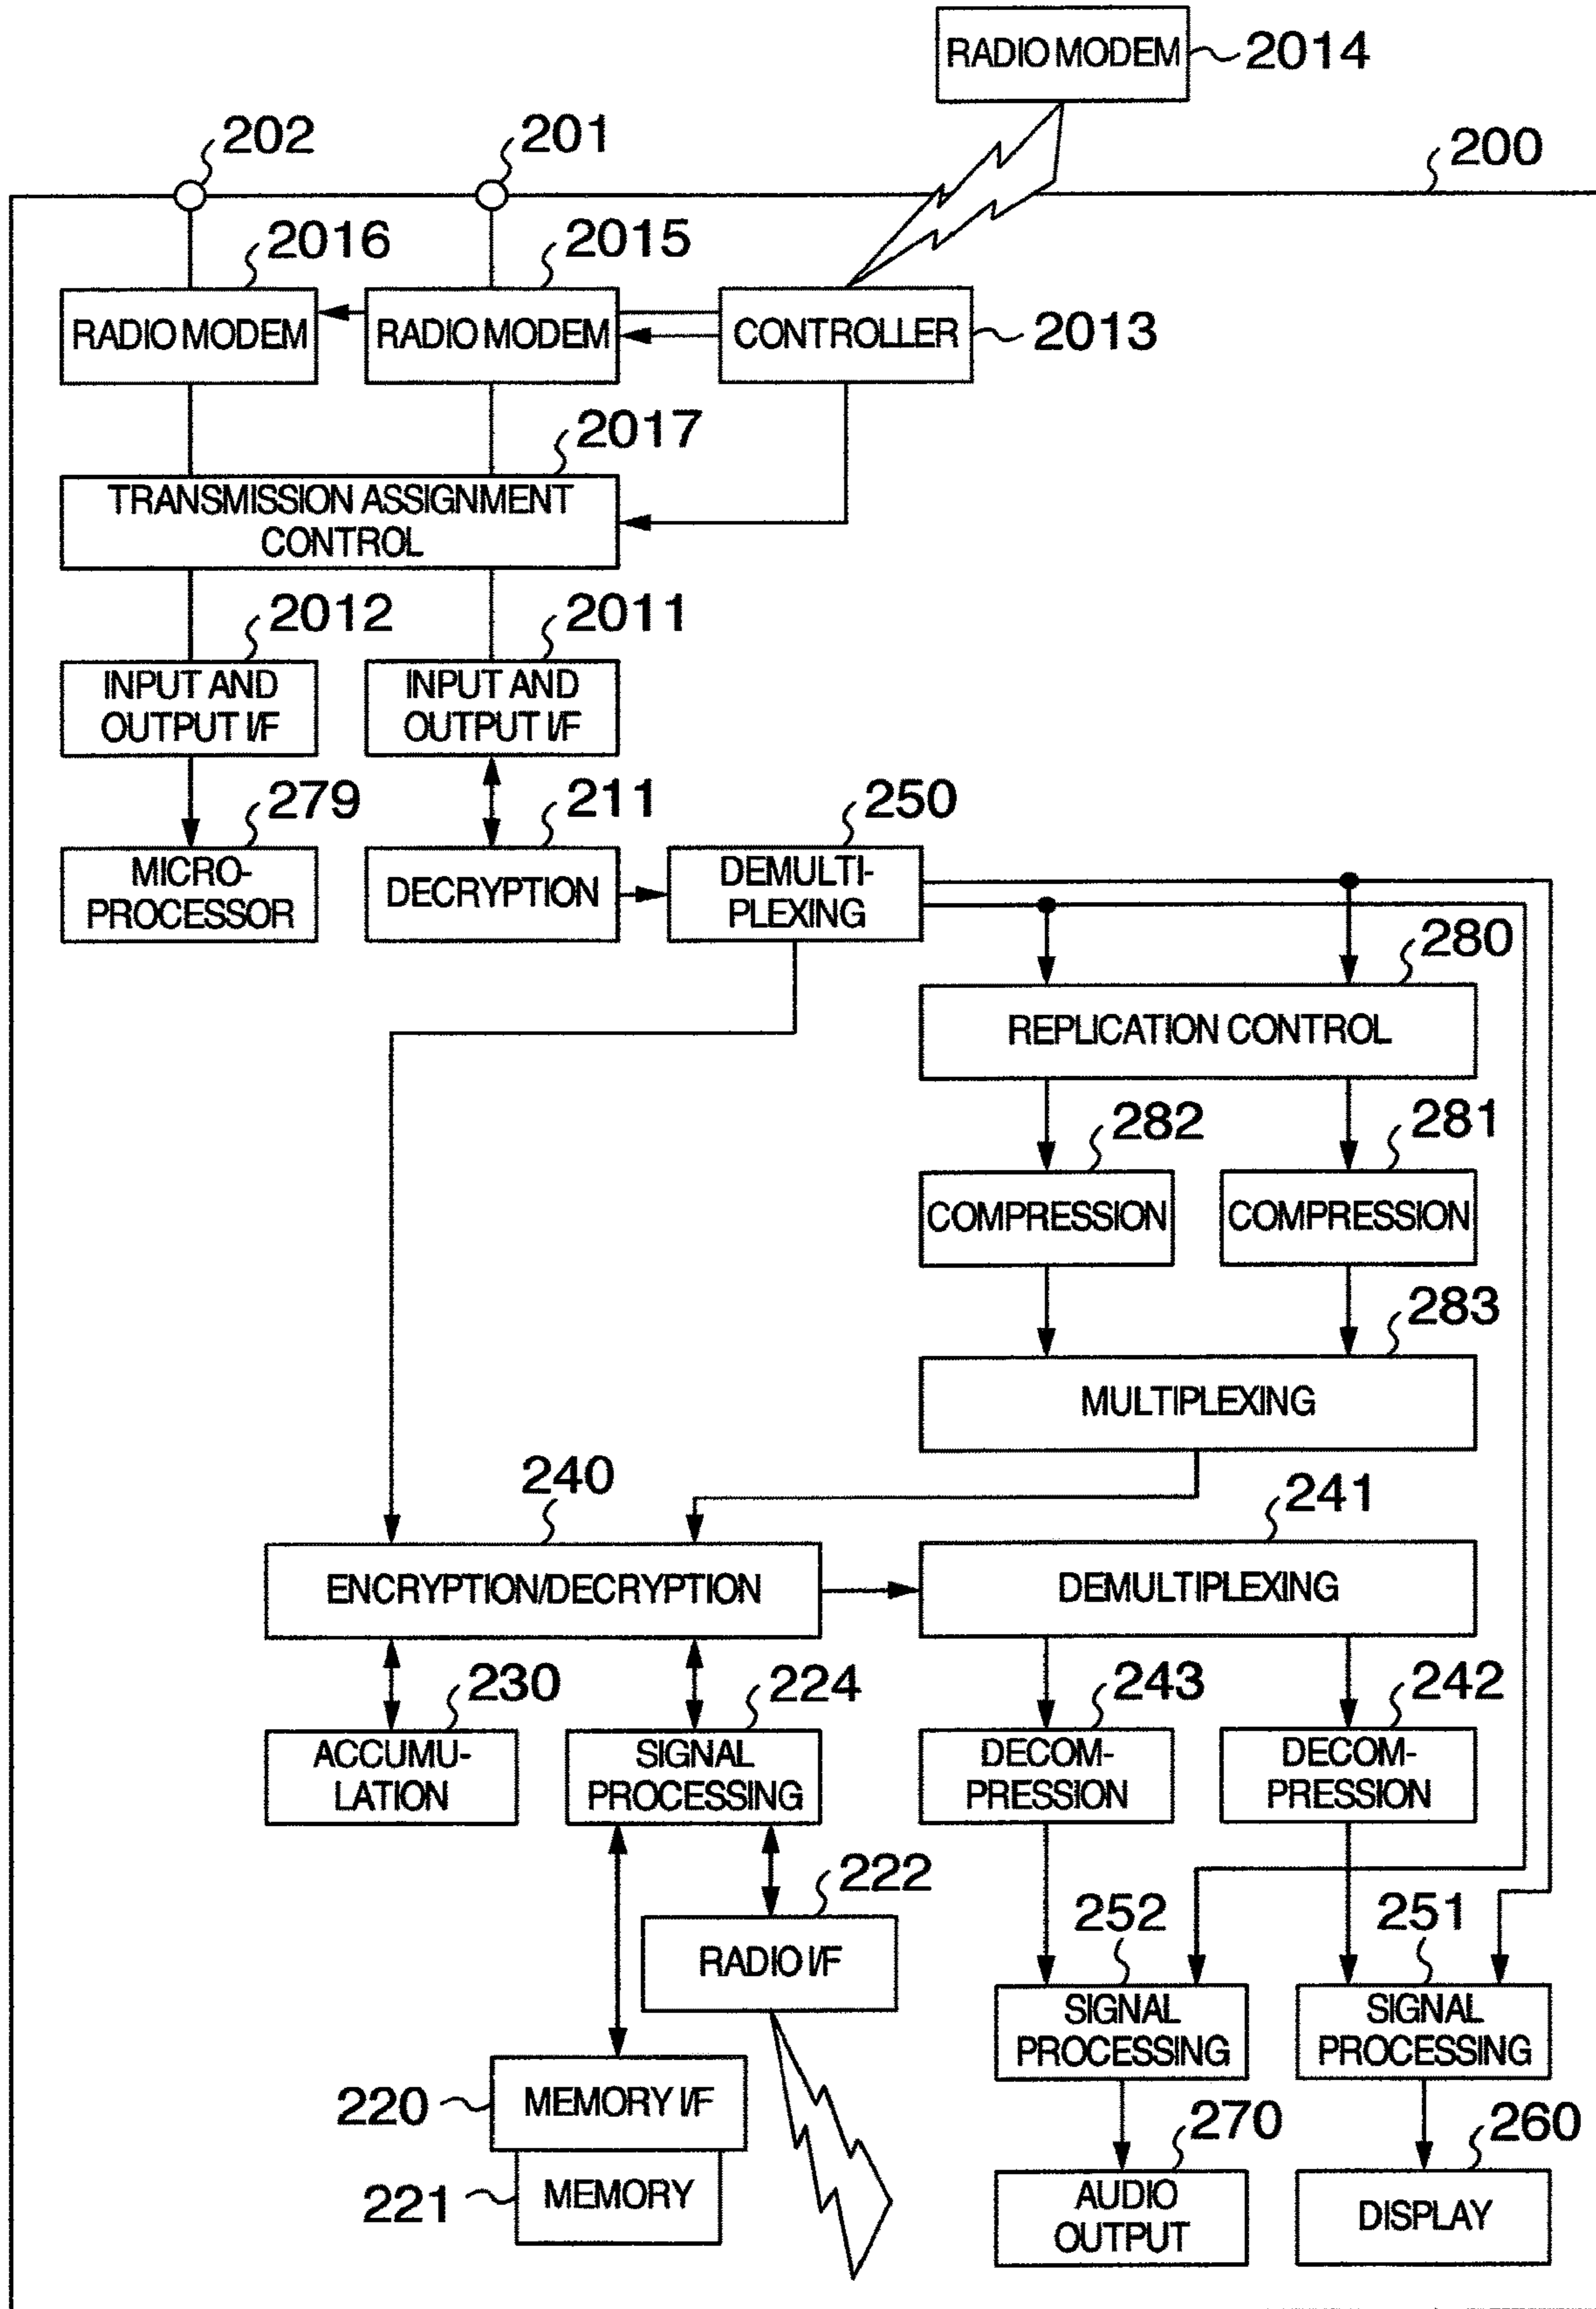 RADIO MODEM
2014
202
201
200
2016
2015
RADIO MODEM
RADIO MODEM
CONTROLLER
2013
2017
TRANSMISSION ASSIGNMENT
CONTROL
2012
2011
INPUT AND
OUTPUT I/F
INPUT AND
OUTPUT I/F
279
211
250
MICRO-
PROCESSOR
DECRYPTION
DEMULTI-
PLEXING
280
REPLICATION CONTROL
282
281
COMPRESSION
COMPRESSION
283
MULTIPLEXING
240
241
ENCRYPTION/DECRYPTION
DEMULTIPLEXING
230
224
243
242
ACCUMU-
LATION
SIGNAL
PROCESSING
DECOM-
PRESSION
DECOM-
PRESSION
222
252
251
RADIO I/F
SIGNAL
PROCESSING
SIGNAL
PROCESSING
220
MEMORY I/F
270
260
221
MEMORY
AUDIO
OUTPUT
DISPLAY